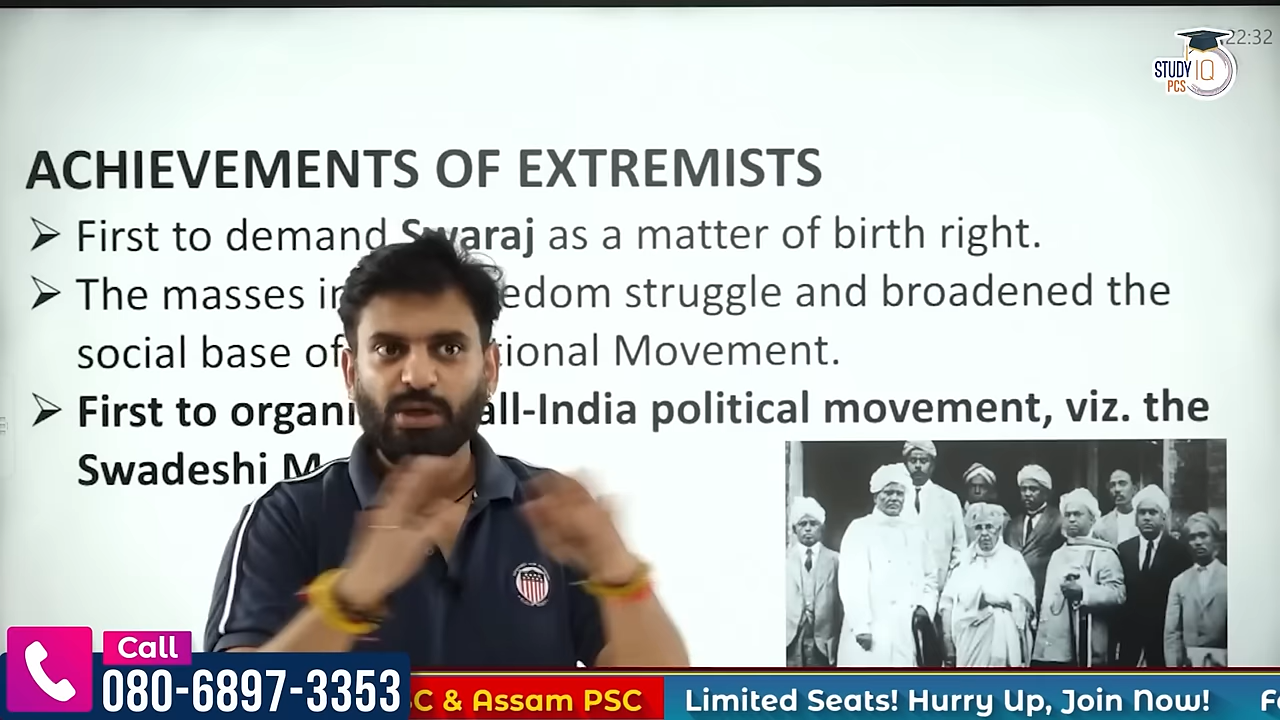 22:32
STUDY IQ
PCS
ACHIEVEMENTS OF EXTREMISTS
➤ First to demand Swaraj as a matter of birth right.
➤ The masses in edom struggle and broadened the
social base of tional Movement.
➤ First to organi all-India political movement, viz. the
Swadeshi M
Call
080-6897-3353
SC & Assam PSC
Limited Seats! Hurry Up, Join Now!